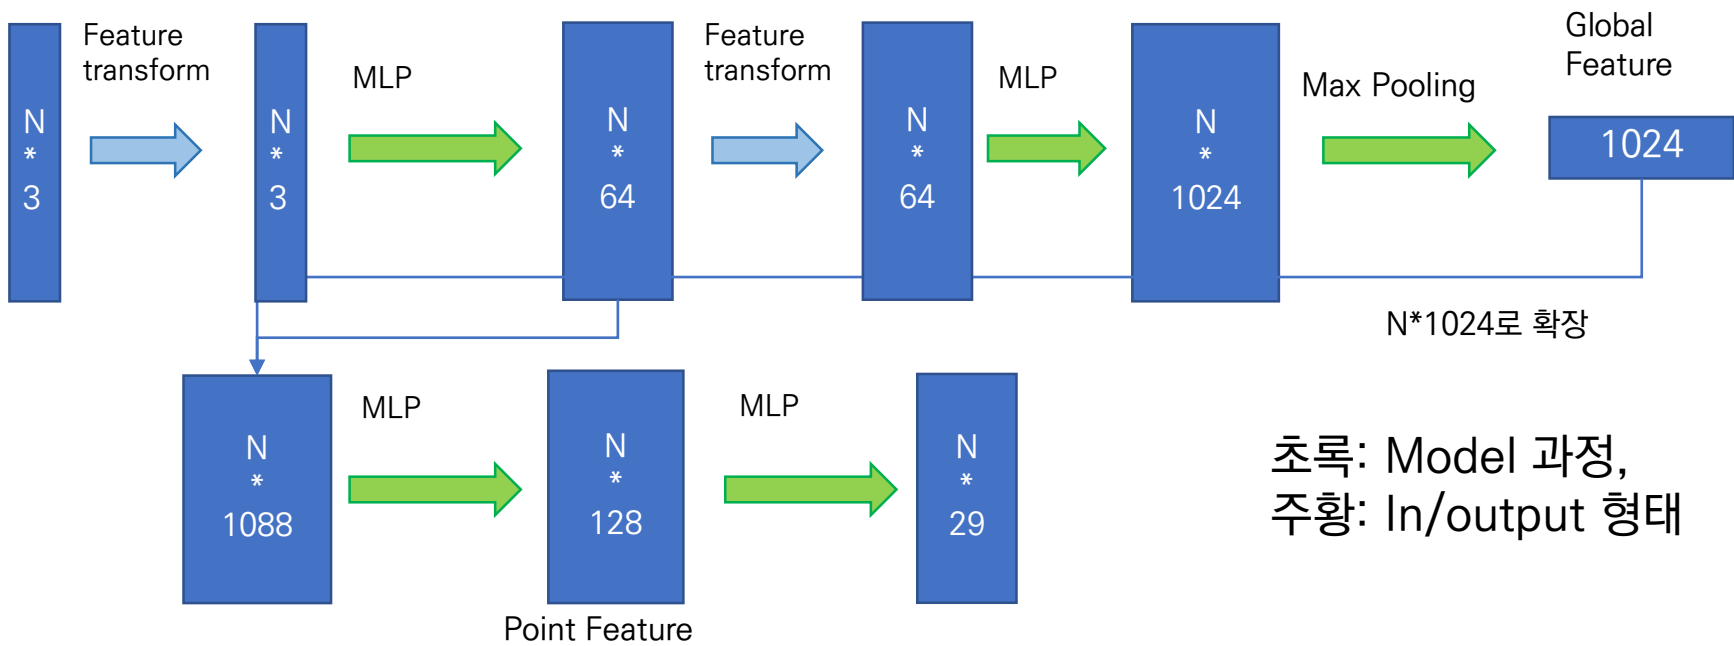 N
*
3
Feature
transform
N
*
3
MLP
N
*
64
Feature
transform
N
*
64
MLP
N
*
1024
Max Pooling
Global
Feature
1024
N*1024로 확장
N
*
1088
MLP
N
*
128
Point Feature
MLP
N
*
29
초록: Model 과정,
주황: In/output 형태